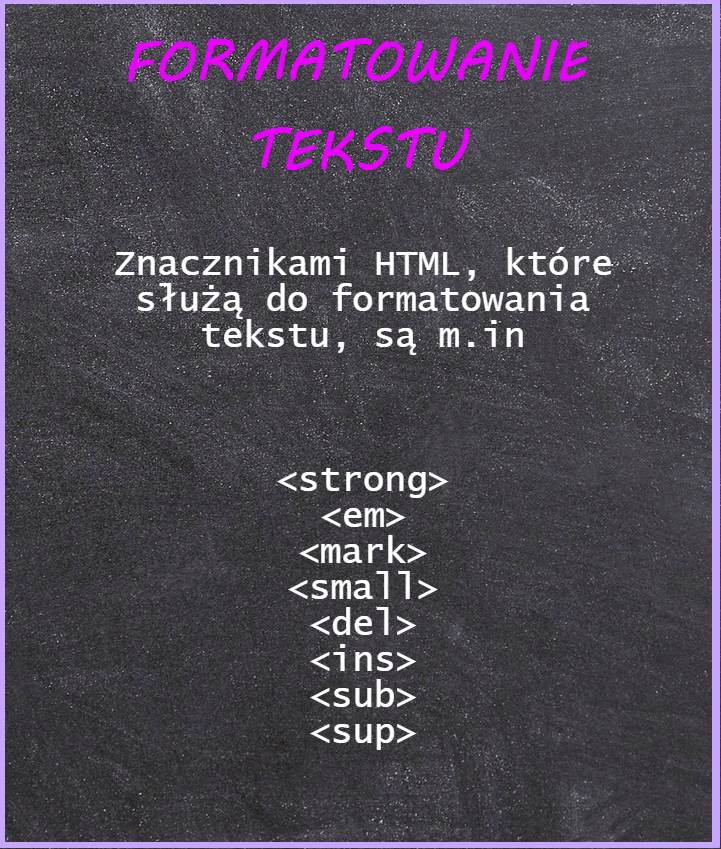 FORMATOWANIE
TEKSTU
Znacznikami HTML, które
służą do formatowania
tekstu, są m.in
<strong>
<em>
<mark>
<small>
<del>
<ins>
<sub>
<sup>